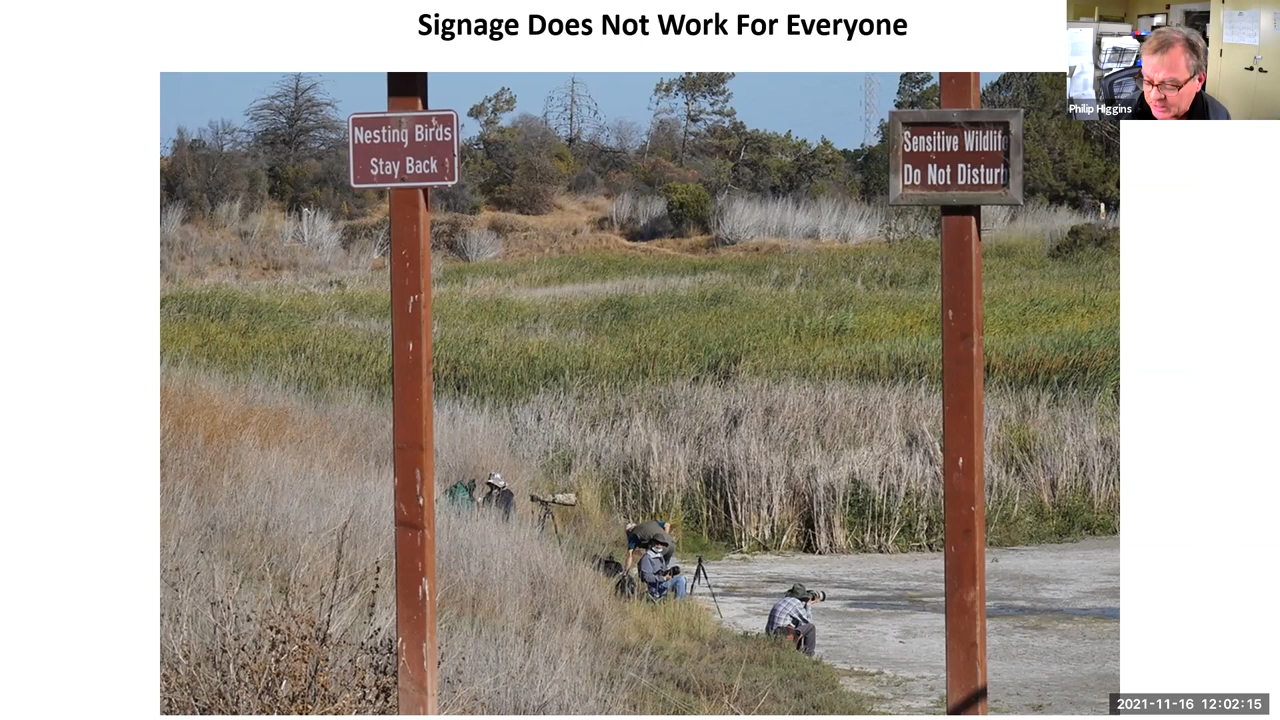 Signage Does Not Work For Everyone
Philip Higgins
Nesting Birds
Stay Back
Sensitive Wildlife
Do Not Disturb
2021-11-16 12:02:15